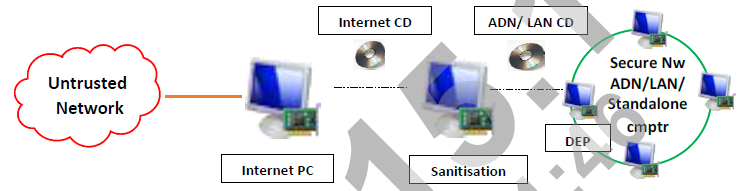 Internet CD
ADN/ LAN CD
Untrusted
Network
Secure Nw
ADN/LAN/
Standalone
cmptr
DEP
Internet PC
Sanitisation